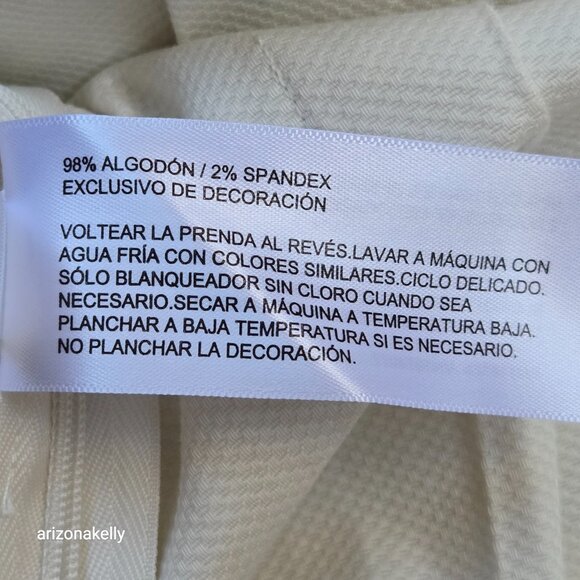 98% ALGODÓN / 2% SPANDEX
EXCLUSIVO DE DECORACIÓN
VOLTEAR LA PRENDA AL REVÉS.LAVAR A MÁQUINA CON
AGUA FRÍA CON COLORES SIMILARES.CICLO DELICADO.
SÓLO BLANQUEADOR SIN CLORO CUANDO SEA
NECESARIO.SECAR A MÁQUINA A TEMPERATURA BAJA.
PLANCHAR A BAJA TEMPERATURA SI ES NECESARIO.
NO PLANCHAR LA DECORACIÓN.
arizonakelly